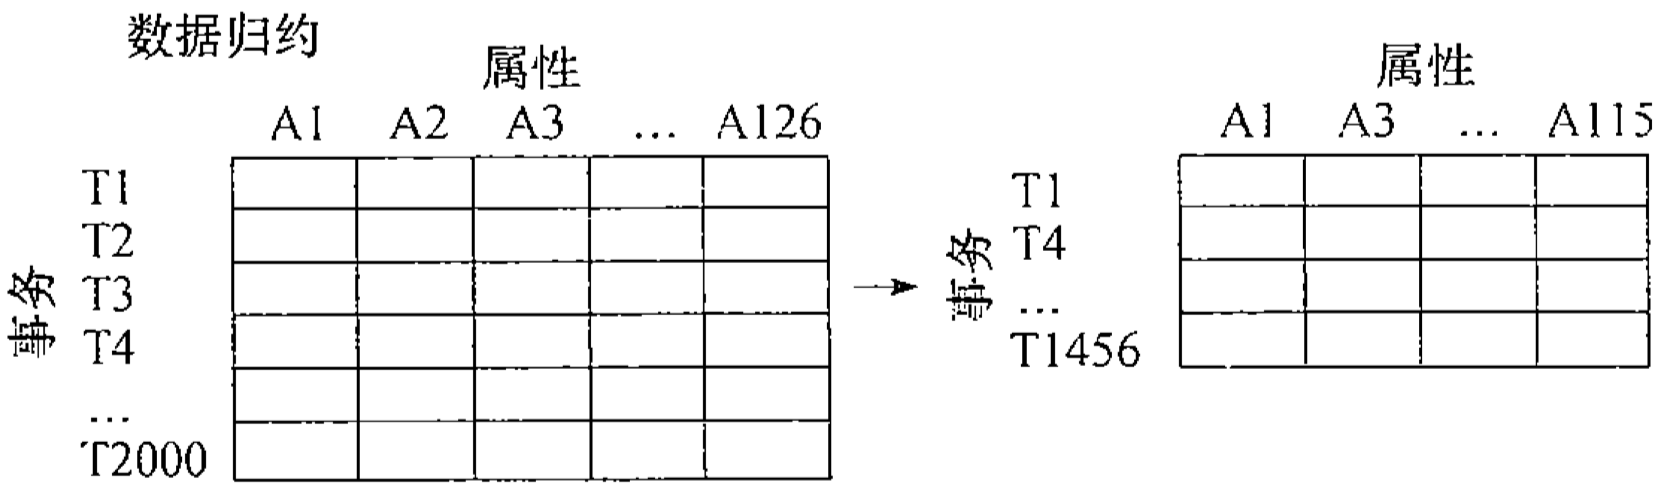 数据归约
属性
A1 A2 A3 … A126
事务
T1
T2
T3
T4
…
T2000
属性
A1 A3 … A115
事务
T1
T4
…
T1456